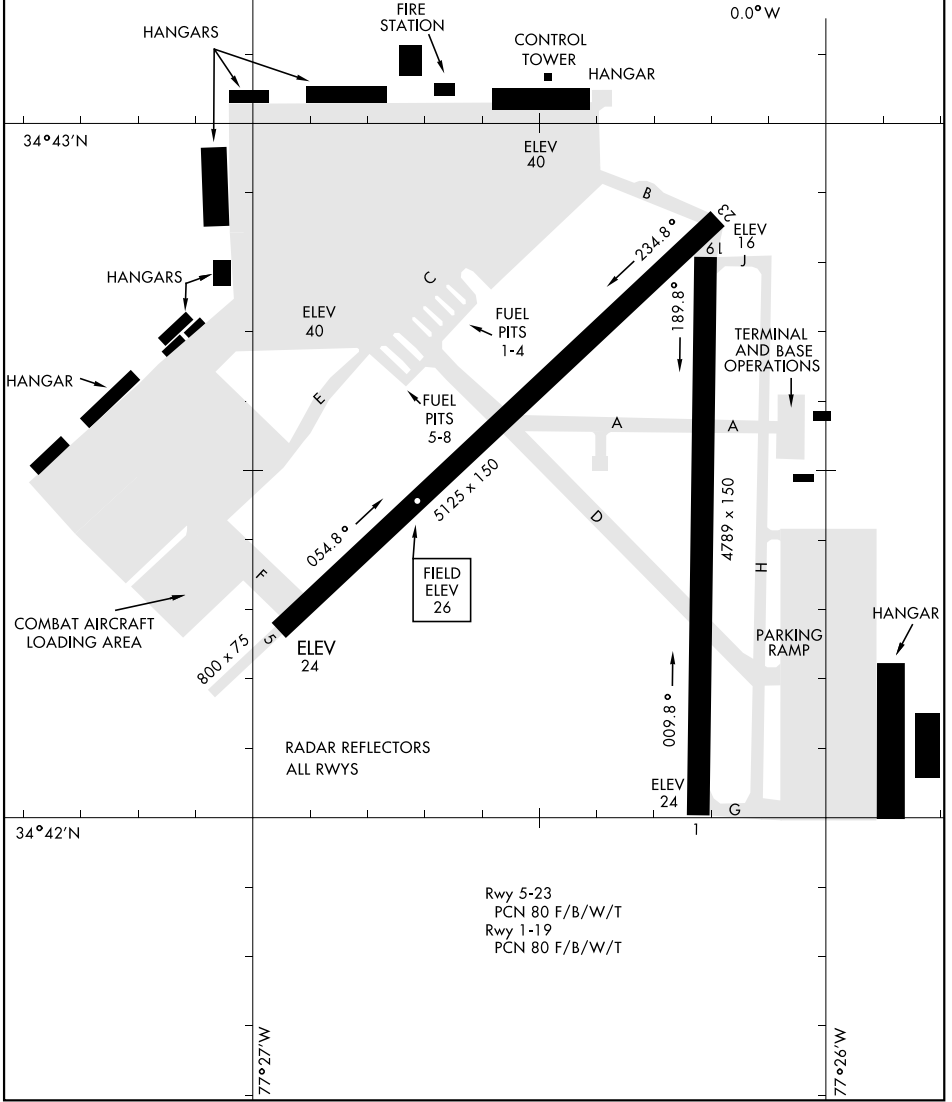 FIRE
STATION
0.0° W
HANGARS
CONTROL
TOWER
HANGAR
34°43'N
ELEV
40
B
23
ELEV
16
234.8°
19
J
C
HANGARS
189.8°
ELEV
40
FUEL
PITS
1-4
TERMINAL
AND BASE
OPERATIONS
HANGAR
E
FUEL
PITS
5-8
A
A
5125 x 150
4789 x 150
054.8°
D
F
FIELD
ELEV
26
H
COMBAT AIRCRAFT
LOADING AREA
HANGAR
5
800 x 75
ELEV
24
PARKING
RAMP
009.8°
RADAR REFLECTORS
ALL RWYS
ELEV
24
G
34°42'N
1
Rwy 5-23
PCN 80 F/B/W/T
Rwy 1-19
PCN 80 F/B/W/T
77°27'W
77°26'W